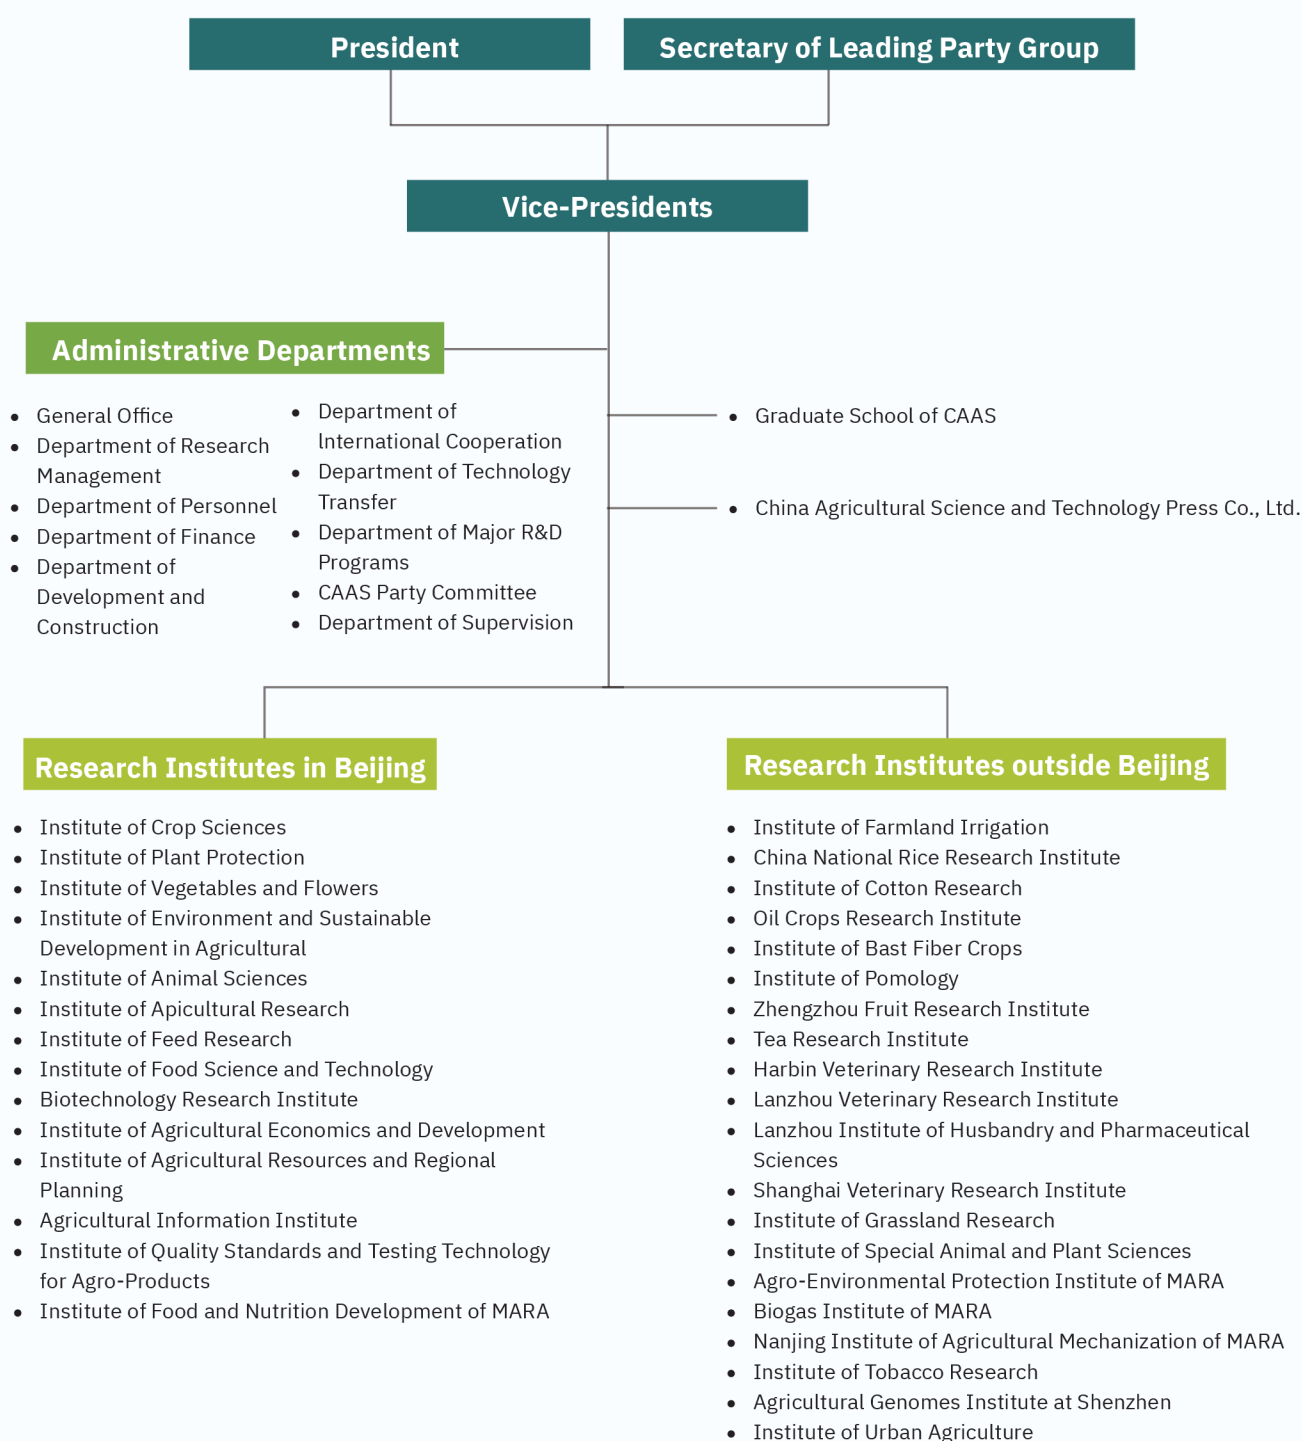 President
Secretary of Leading Party Group
Vice-Presidents
Administrative Departments
General Office
Department of Research
Management
Department of Personnel
Department of Finance
Department of
Development and
Construction
Department of
lnternational Cooperation
Department of Technology
Transfer
Department of Major R&D
Programs
CAAS Party Committee
Department of Supervision
Graduate School of CAAS
China Agricultural Science and Technology Press Co., Ltd.
Research Institutes in Beijing
Institute of Crop Sciences
Institute of Plant Protection
Institute of Vegetables and Flowers
Institute of Environment and Sustainable
Development in Agricultural
Institute of Animal Sciences
Institute of Apicultural Research
Institute of Feed Research
Institute of Food Science and Technology
Biotechnology Research Institute
Institute of Agricultural Economics and Development
Institute of Agricultural Resources and Regional
Planning
Agricultural Information Institute
Institute of Quality Standards and Testing Technology
for Agro-Products
Institute of Food and Nutrition Development of MARA
Research Institutes outside Beijing
Institute of Farmland Irrigation
China National Rice Research Institute
Institute of Cotton Research
Oil Crops Research Institute
Institute of Bast Fiber Crops
Institute of Pomology
Zhengzhou Fruit Research Institute
Tea Research Institute
Harbin Veterinary Research Institute
Lanzhou Veterinary Research Institute
Lanzhou Institute of Husbandry and Pharmaceutical
Sciences
Shanghai Veterinary Research Institute
Institute of Grassland Research
Institute of Special Animal and Plant Sciences
Agro-Environmental Protection Institute of MARA
Biogas Institute of MARA
Nanjing Institute of Agricultural Mechanization of MARA
Institute of Tobacco Research
Agricultural Genomes Institute at Shenzhen
Institute of Urban Agriculture